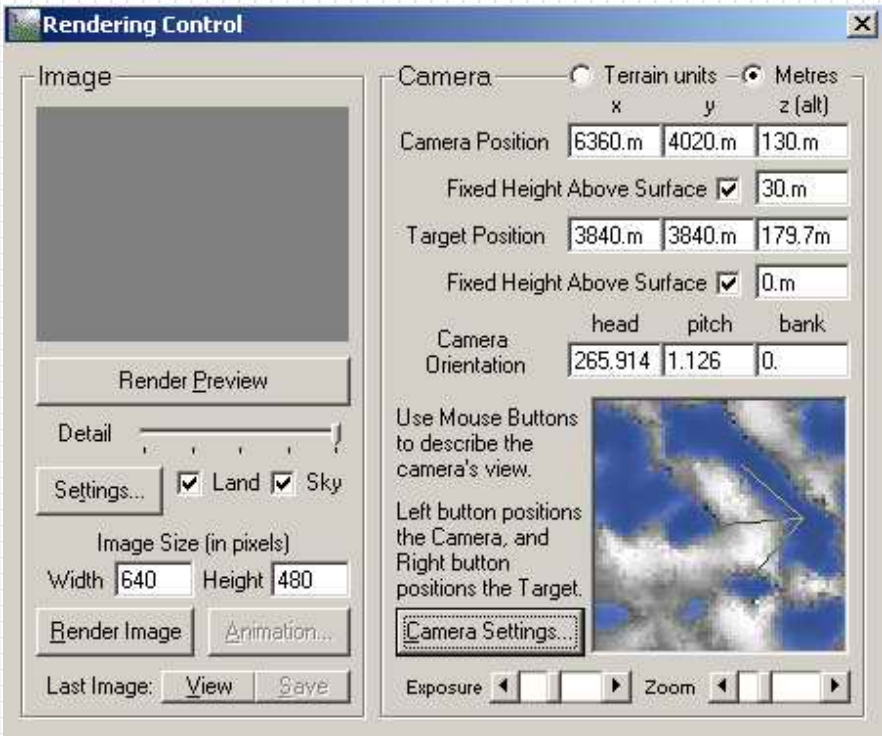 Rendering Control
Image
Render Preview
Detail
Settings...
Land
Sky
Image Size (in pixels)
Width 640 Height 480
Render Image
Animation...
Last Image: View Save
Camera Terrain units Metres
x y z (alt)
Camera Position 6360.m 4020.m 130.m
Fixed Height Above Surface 30.m
Target Position 3840.m 3840.m 179.7m
Fixed Height Above Surface 0.m
head pitch bank
Camera
Orientation
265.914 1.126 0.
Use Mouse Buttons
to describe the
camera's view.
Left button positions
the Camera, and
Right button
positions the Target.
Camera Settings...
Exposure Zoom